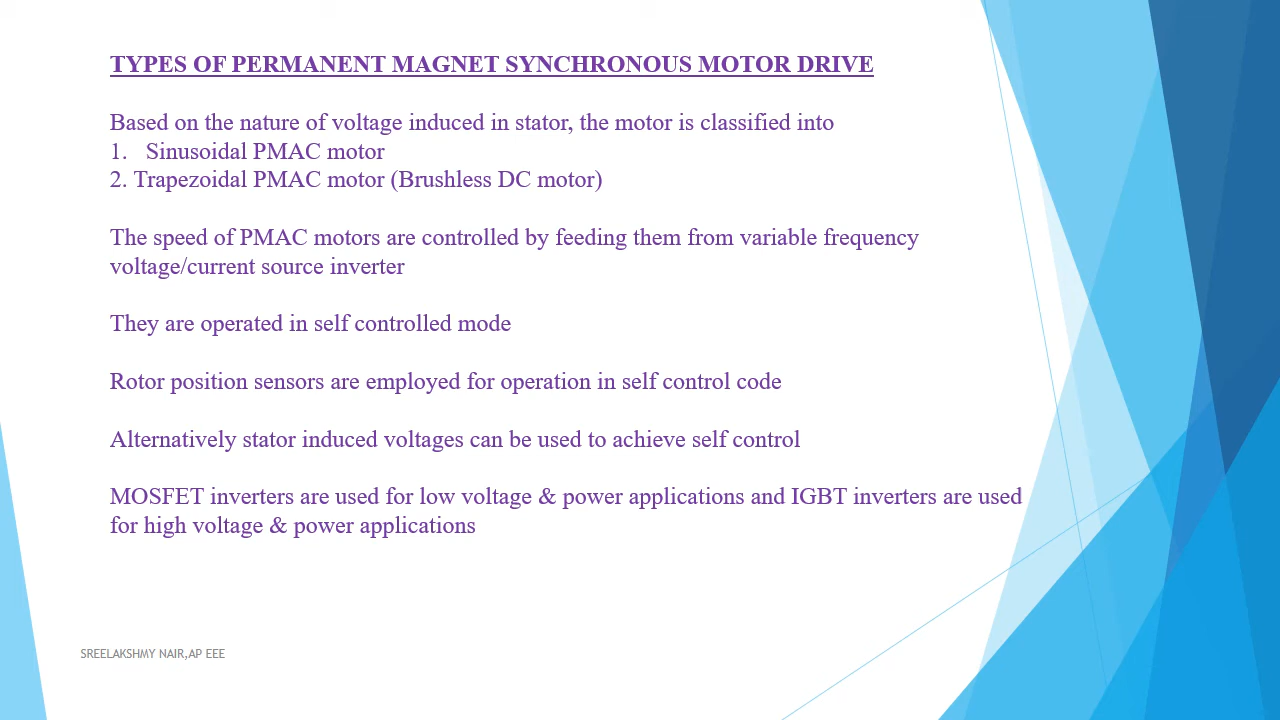 TYPES OF PERMANENT MAGNET SYNCHRONOUS MOTOR DRIVE
Based on the nature of voltage induced in stator, the motor is classified into
1. Sinusoidal PMAC motor
2. Trapezoidal PMAC motor (Brushless DC motor)
The speed of PMAC motors are controlled by feeding them from variable frequency
voltage/current source inverter
They are operated in self controlled mode
Rotor position sensors are employed for operation in self control code
Alternatively stator induced voltages can be used to achieve self control
MOSFET inverters are used for low voltage & power applications and IGBT inverters are used
for high voltage & power applications
SREELAKSHMY NAIR,AP EEE